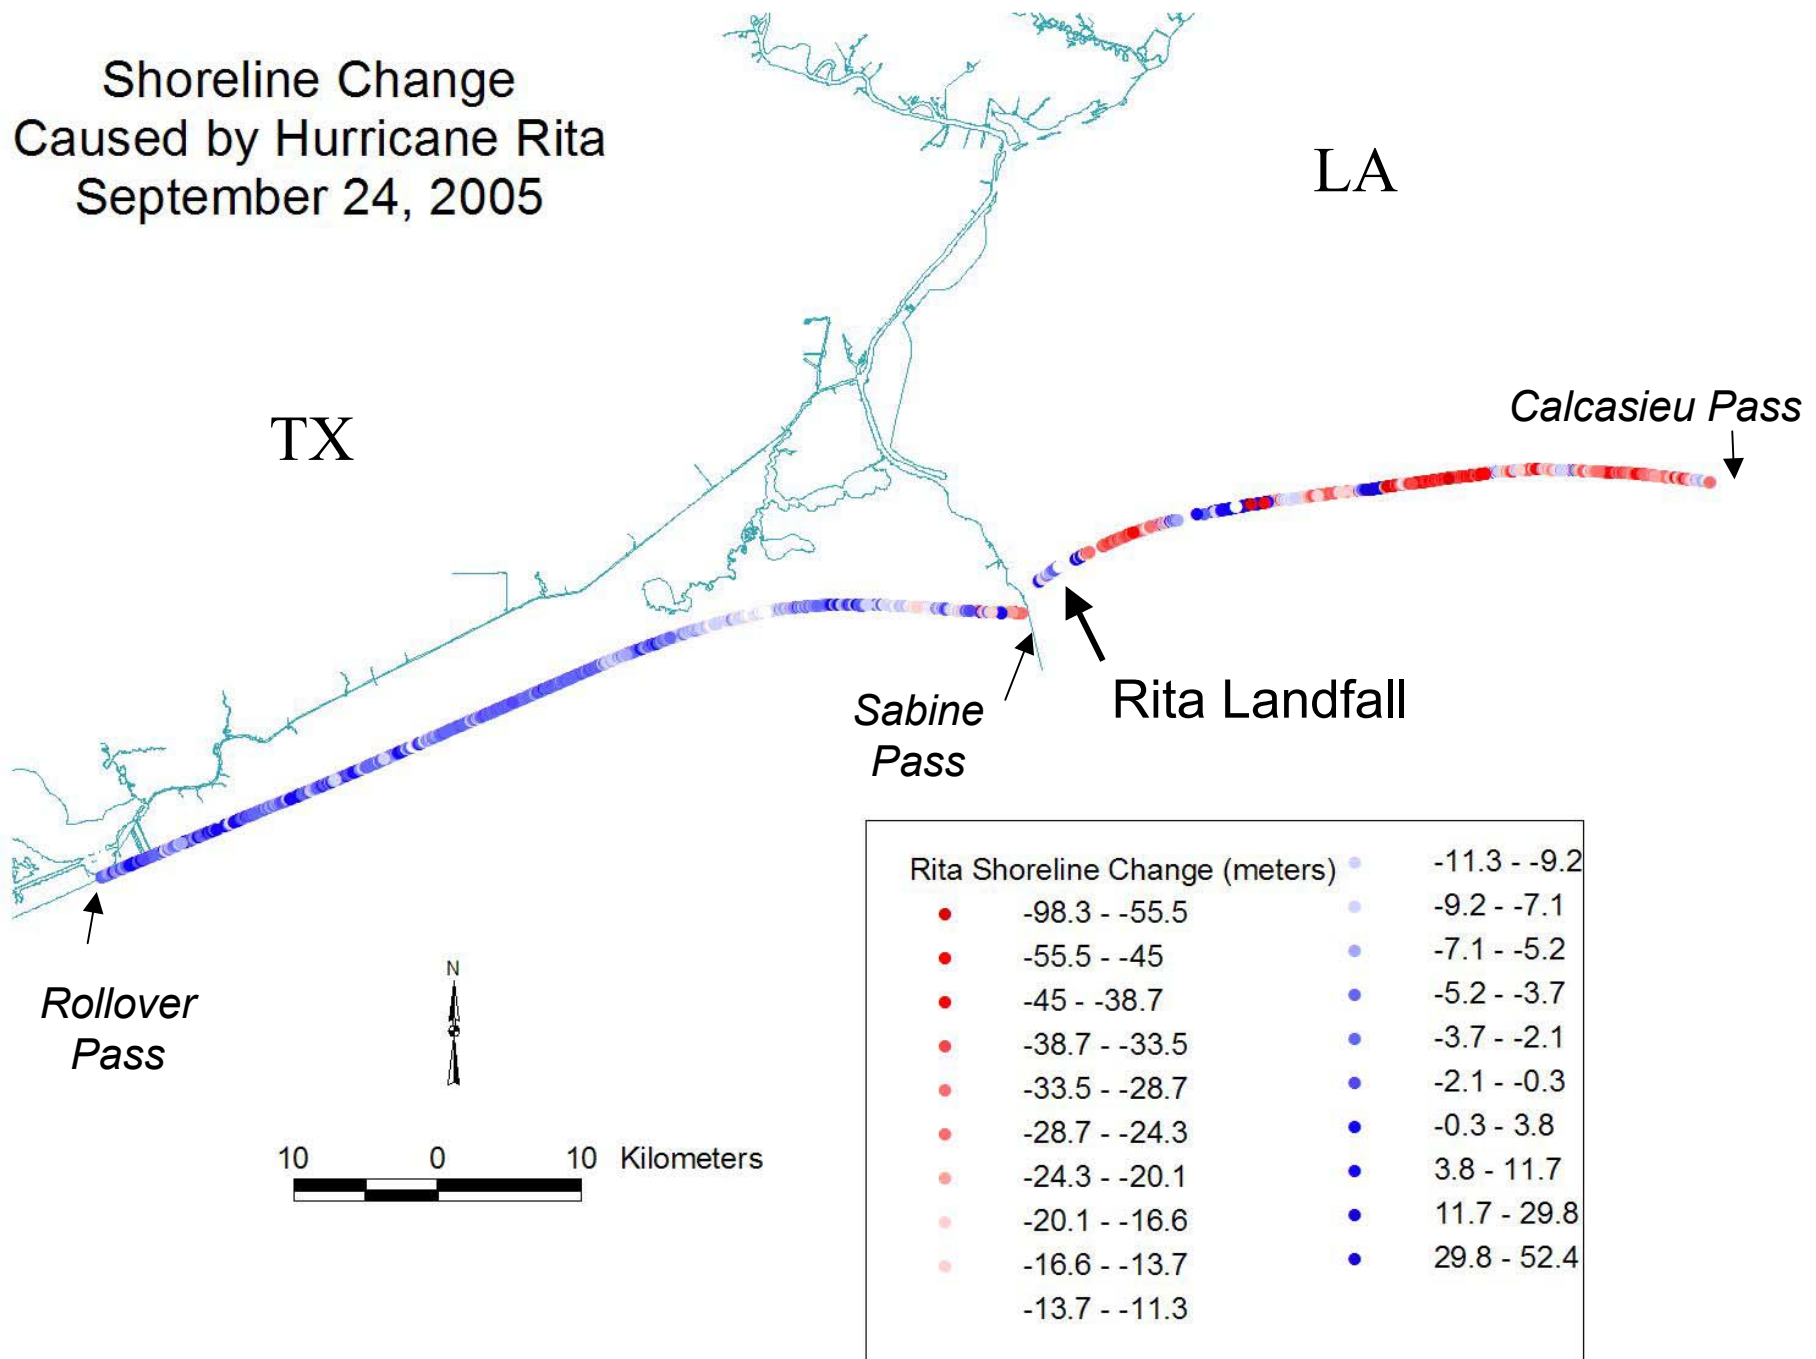 Shoreline Change
Caused by Hurricane Rita
September 24, 2005
LA
TX
Calcasieu Pass
Sabine
Pass
Rita Landfall
Rollover
Pass
N
10 0 10 Kilometers
Rita Shoreline Change (meters)
-98.3 - -55.5
-55.5 - -45
-45 - -38.7
-38.7 - -33.5
-33.5 - -28.7
-28.7 - -24.3
-24.3 - -20.1
-20.1 - -16.6
-16.6 - -13.7
-13.7 - -11.3
-11.3 - -9.2
-9.2 - -7.1
-7.1 - -5.2
-5.2 - -3.7
-3.7 - -2.1
-2.1 - -0.3
-0.3 - 3.8
3.8 - 11.7
11.7 - 29.8
29.8 - 52.4